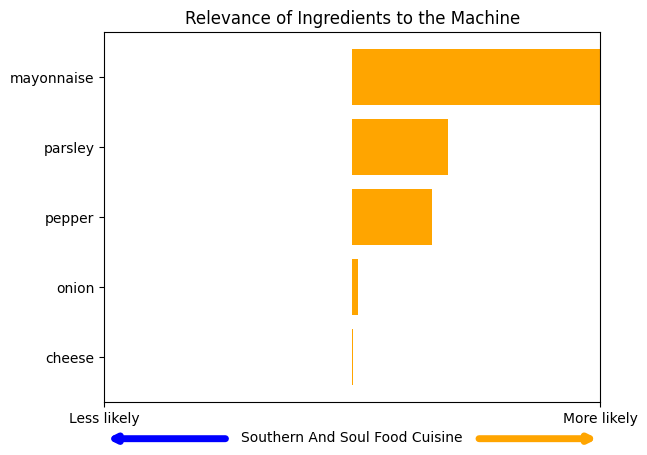 Relevance of Ingredients to the Machine
mayonnaise
parsley
pepper
onion
cheese
Less likely
More likely
Southern And Soul Food Cuisine